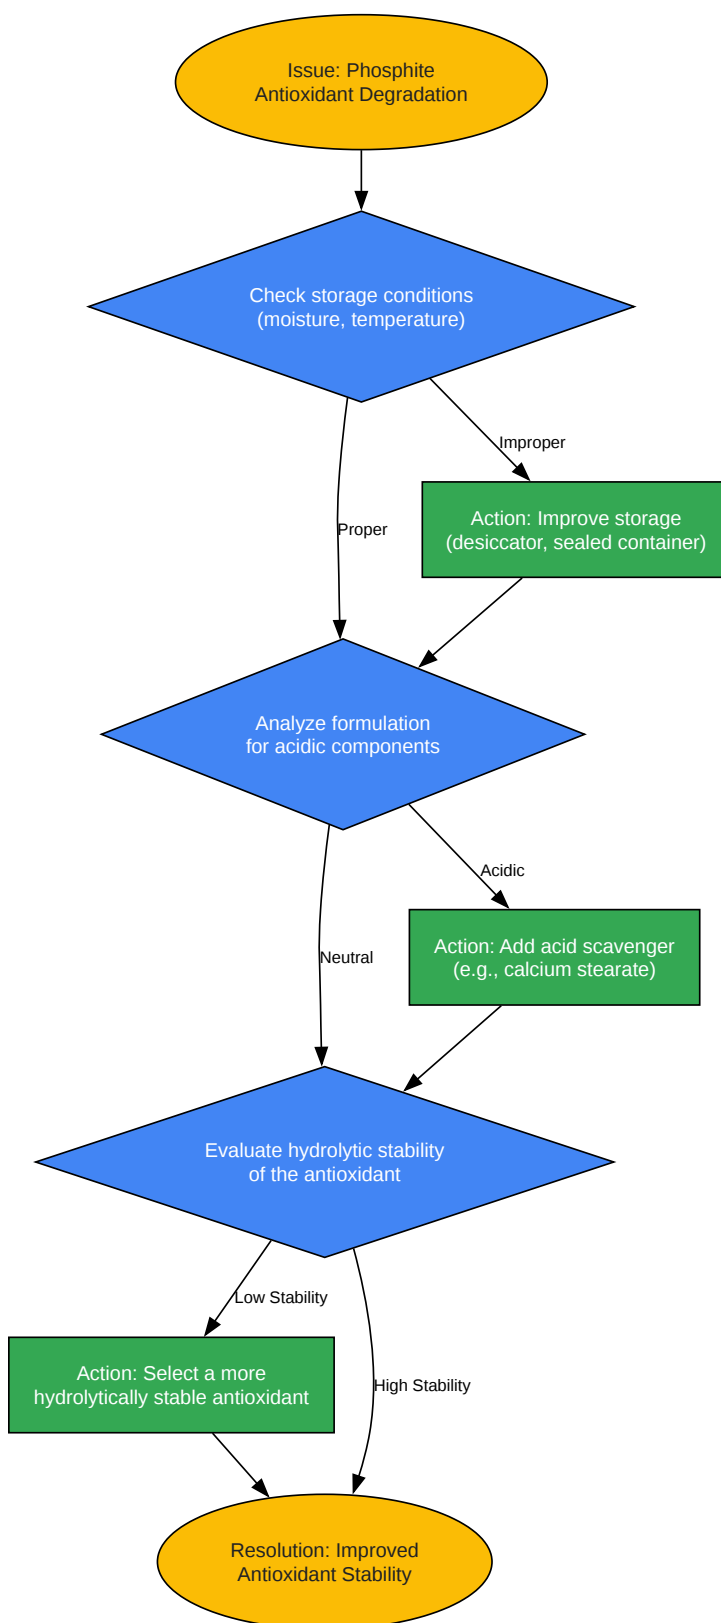 Issue: Phosphite
Antioxidant Degradation
Check storage conditions
(moisture, temperature)
Improper
Action: Improve storage
(desiccator, sealed container)
Proper
Analyze formulation
for acidic components
Acidic
Action: Add acid scavenger
(e.g., calcium stearate)
Neutral
Evaluate hydrolytic stability
of the antioxidant
Low Stability
Action: Select a more
hydrolytically stable antioxidant
High Stability
Resolution: Improved
Antioxidant Stability